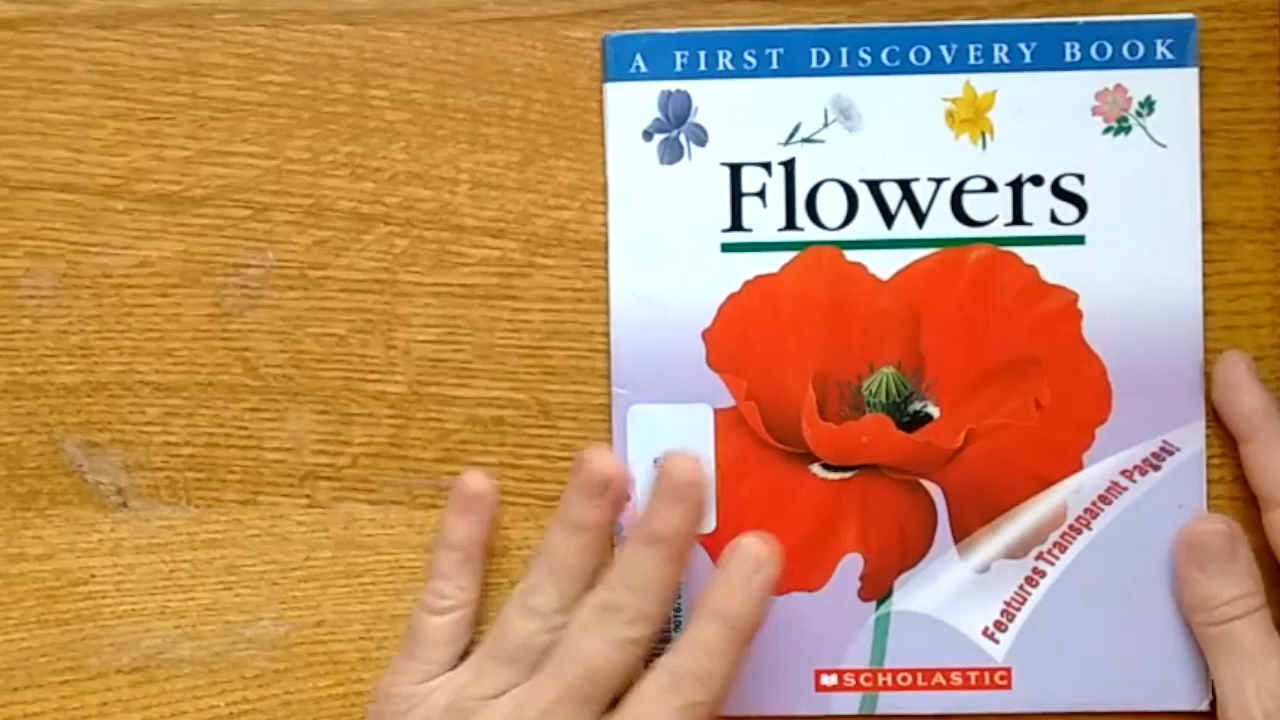 A FIRST DISCOVERY BOOK
Flowers
Features Transparent Pages!
SCHOLASTIC